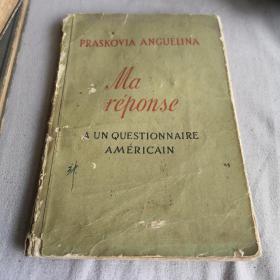 PRASKOVIA ANGUELINA
Ma
réponse
A UN QUESTIONNAIRE
AMÉRICAIN